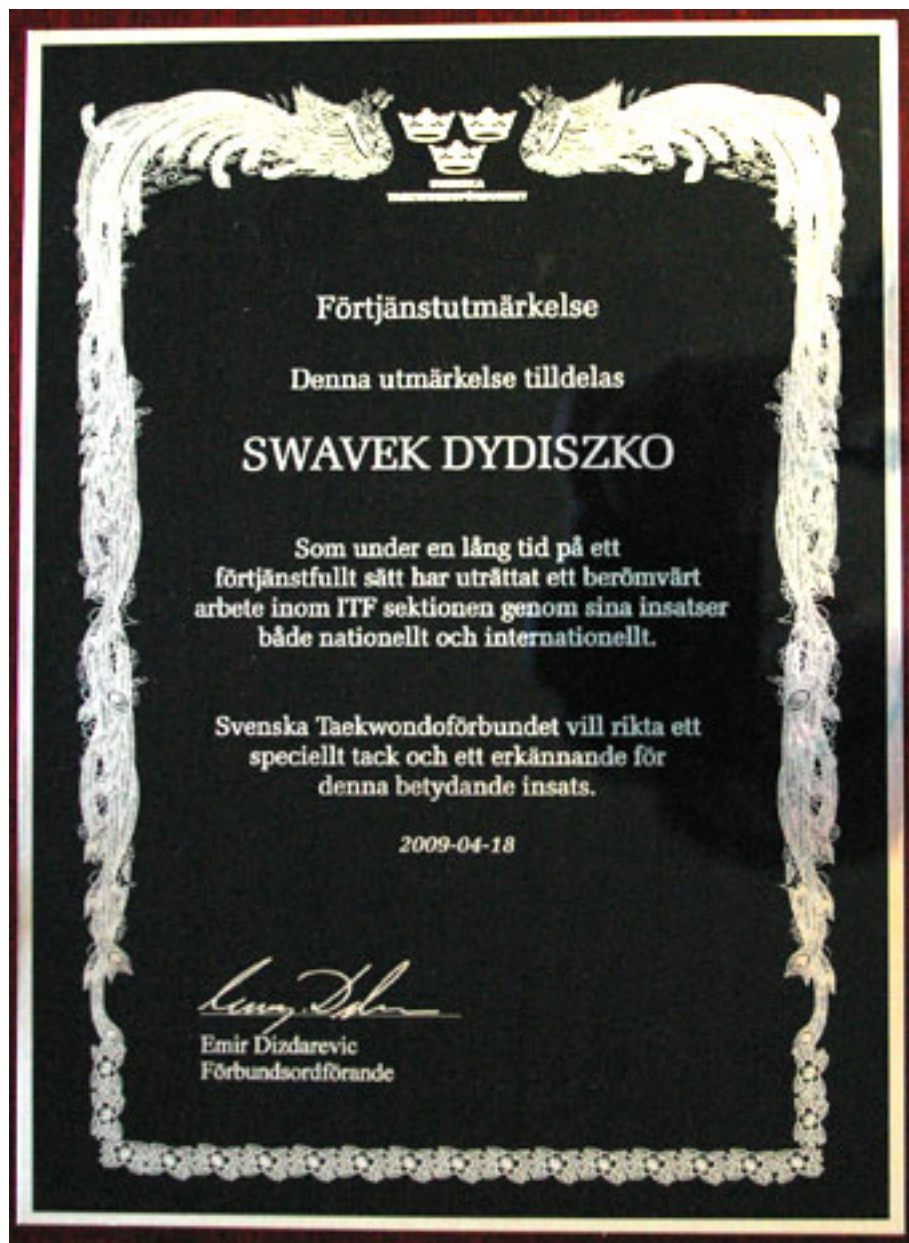 Förtjänstutmärkelse
Denna utmärkelse tilldelas
SWAVEK DYDISZKO
Som under en lång tid på ett
förtjänstfullt sätt har uträttat ett berömvärt
arbete inom ITF sektionen genom sina insatser
både nationellt och internationellt.
Svenska Taekwondoförbundet vill rikta ett
speciellt tack och ett erkännande för
denna betydande insats.
2009-04-18
Emir Dizdarevic
Förbundsordförande